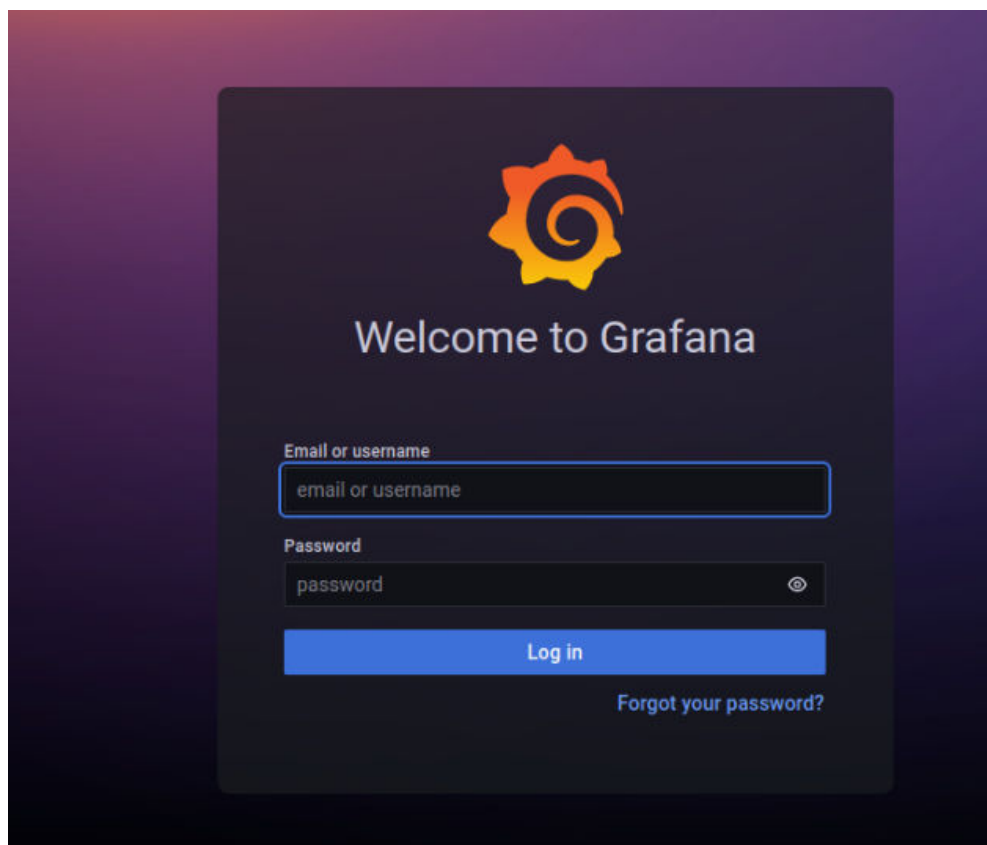 Welcome to Grafana
Email or username
email or username
Password
password
Log in
Forgot your password?